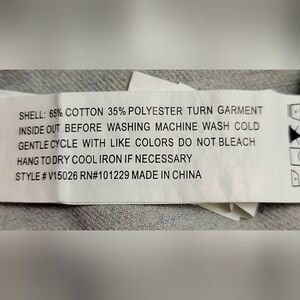 SHELL: 65% COTTON 35% POLYESTER TURN GARMENT
INSIDE OUT BEFORE WASHING MACHINE WASH COLD
GENTLE CYCLE WITH LIKE COLORS DO NOT BLEACH
HANG TO DRY COOL IRON IF NECESSARY
STYLE # V15026 RN#101229 MADE IN CHINA